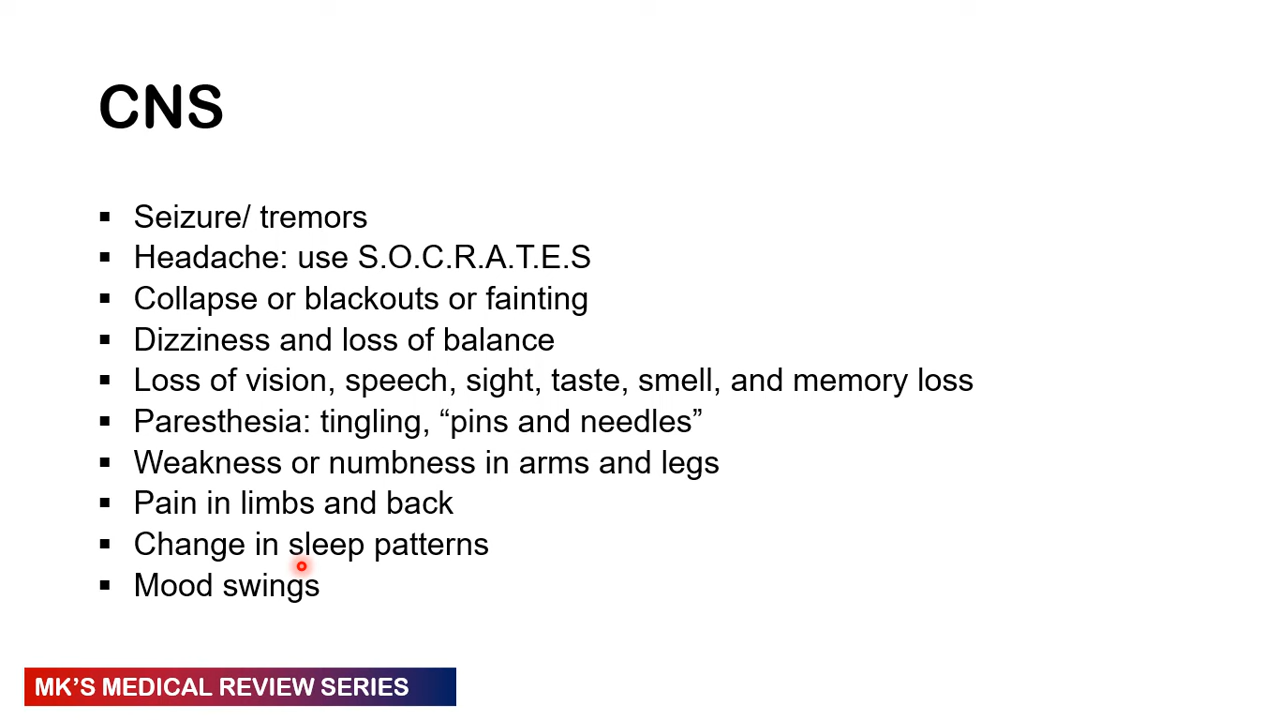 CNS
▪ Seizure/ tremors
▪ Headache: use S.O.C.R.A.T.E.S
▪ Collapse or blackouts or fainting
▪ Dizziness and loss of balance
▪ Loss of vision, speech, sight, taste, smell, and memory loss
▪ Paresthesia: tingling, “pins and needles”
▪ Weakness or numbness in arms and legs
▪ Pain in limbs and back
▪ Change in sleep patterns
▪ Mood swings
MK’S MEDICAL REVIEW SERIES